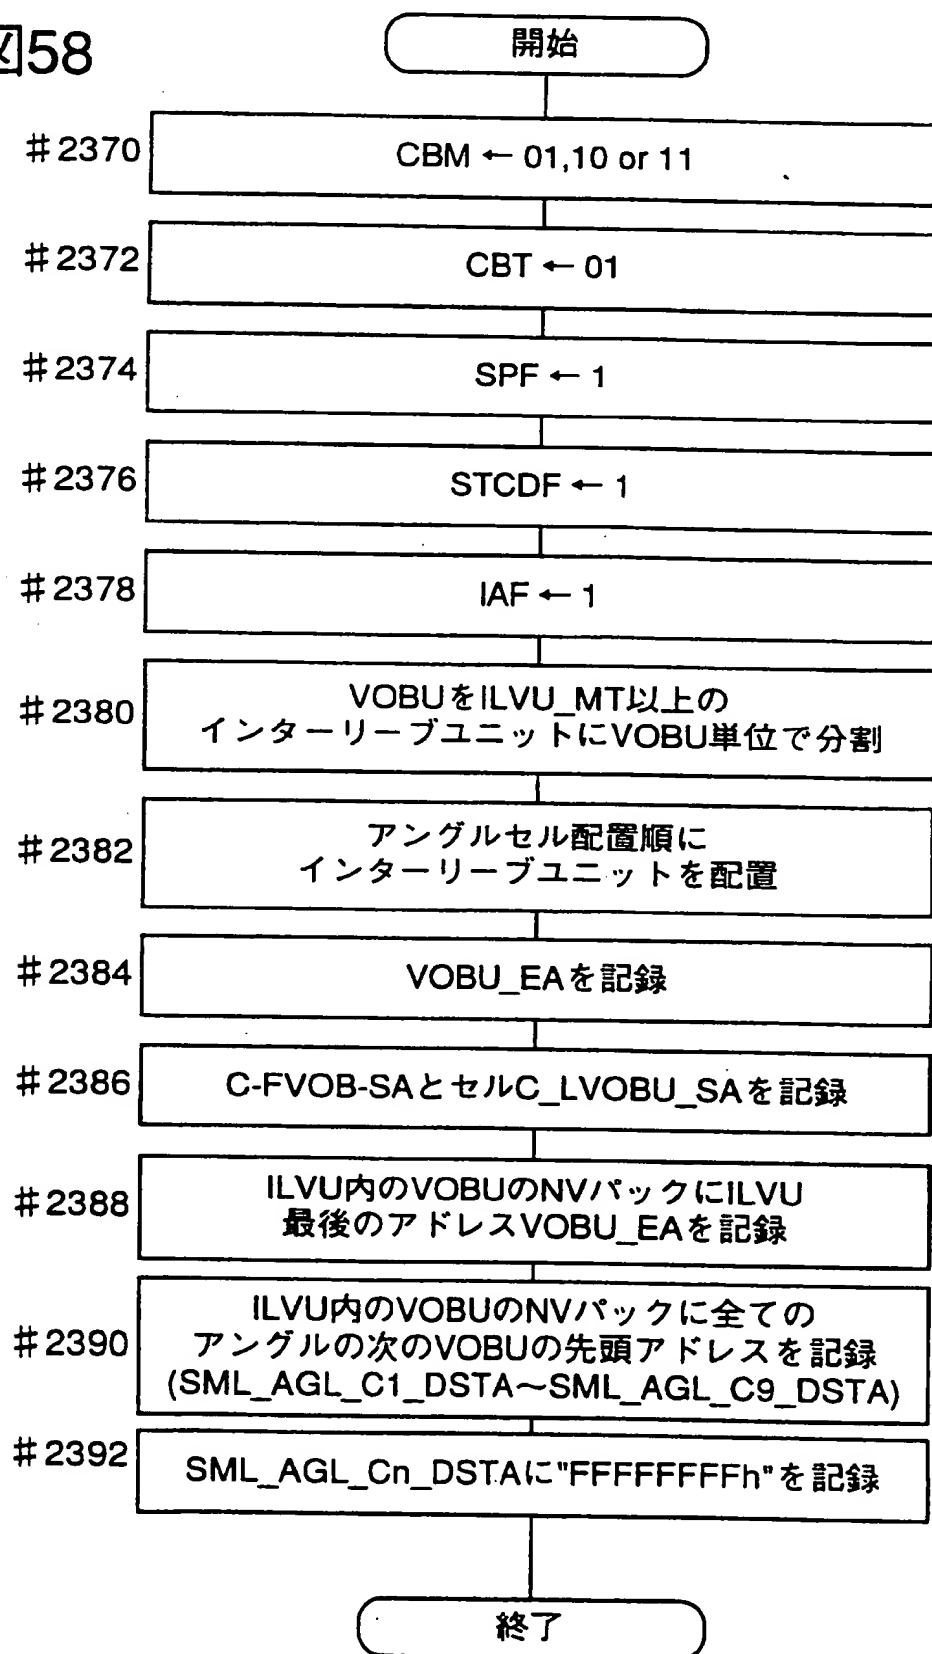 図58
開始
#2370
CBM ← 01,10 or 11
#2372
CBT ← 01
#2374
SPF ← 1
#2376
STCDF ← 1
#2378
IAF ← 1
#2380
VOBUをILVU_MT以上の
インターリーブユニットにVOBU単位で分割
#2382
アングルセル配置順に
インターリーブユニットを配置
#2384
VOBU_EAを記録
#2386
C-FVOB-SAとセルC_LVOBU_SAを記録
#2388
ILVU内のVOBUのNVパックにILVU
最後のアドレスVOBU_EAを記録
#2390
ILVU内のVOBUのNVパックに全ての
アングルの次のVOBUの先頭アドレスを記録
(SML_AGL_C1_DSTA～SML_AGL_C9_DSTA)
#2392
SML_AGL_Cn_DSTAに"FFFFFFFFh"を記録
終了